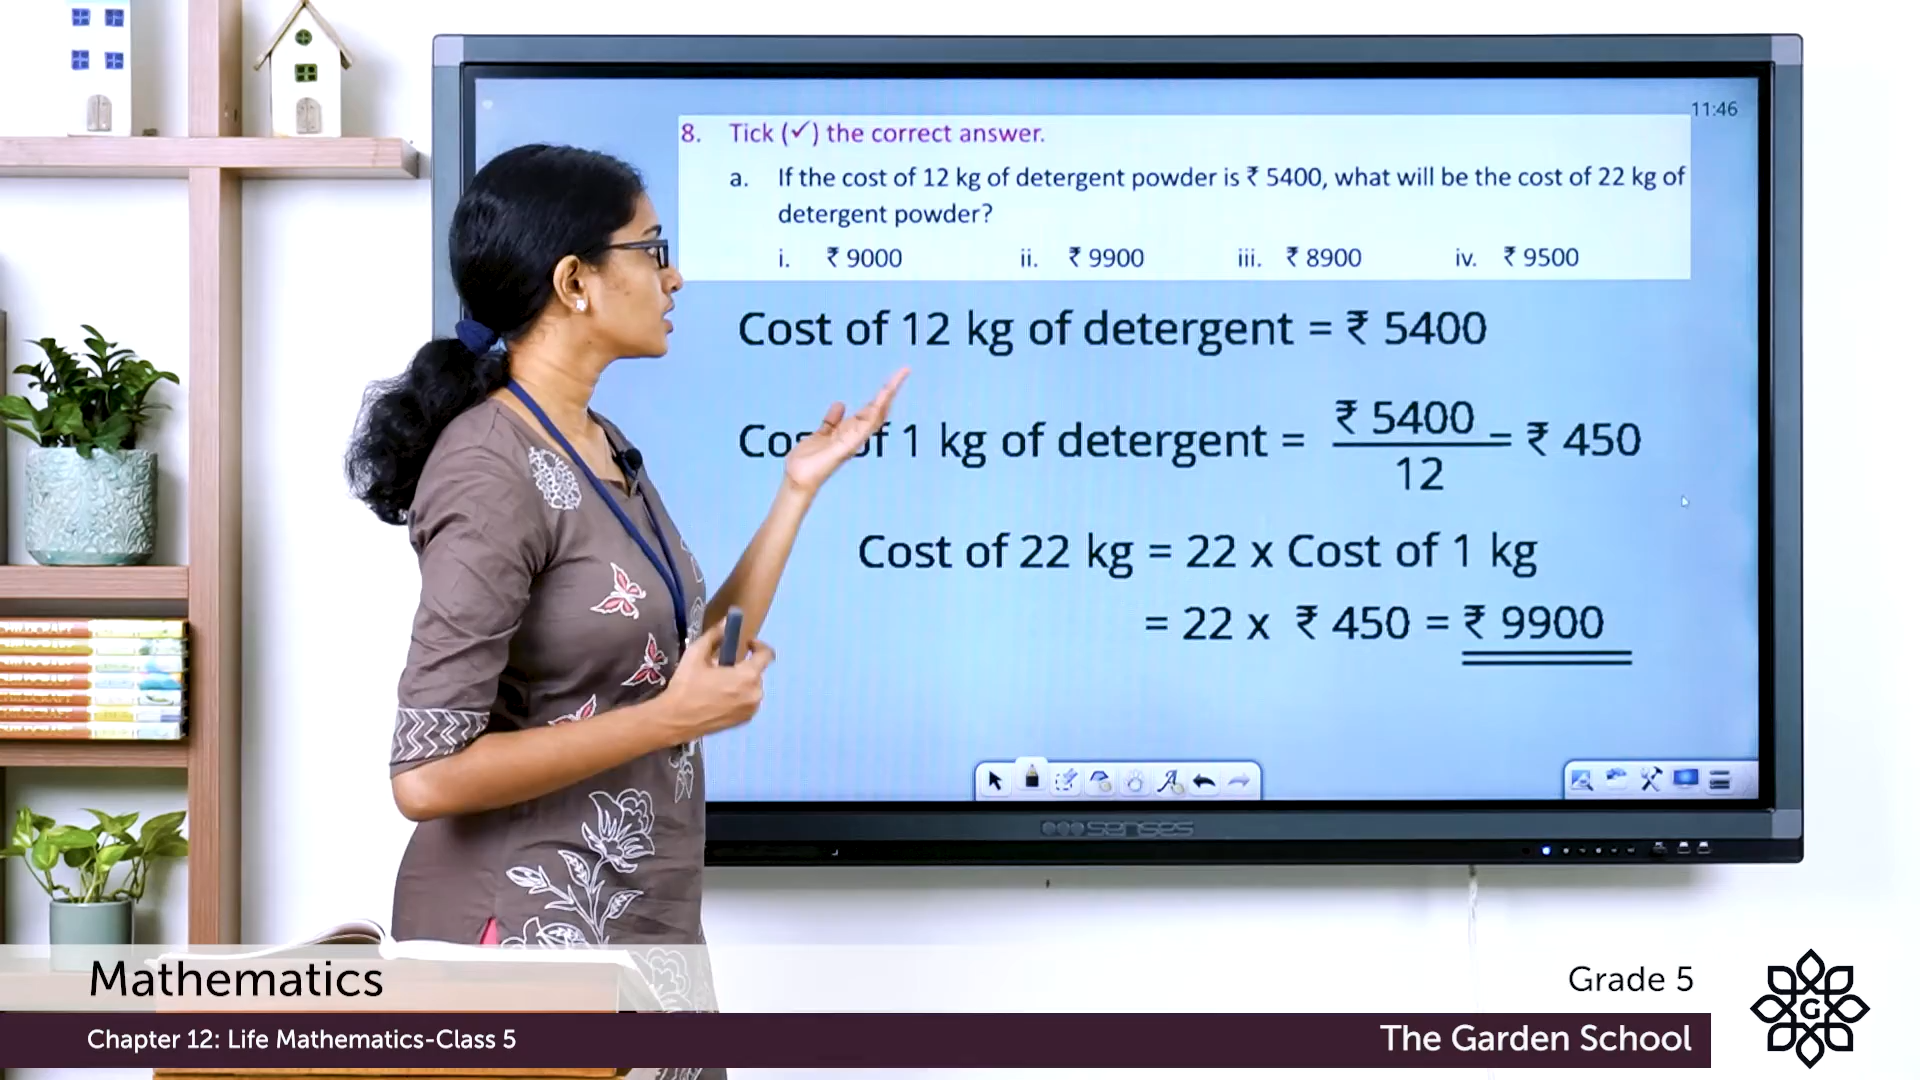 11:46
8. Tick (✓) the correct answer.
a. If the cost of 12 kg of detergent powder is ₹ 5400, what will be the cost of 22 kg of
detergent powder?
i. ₹ 9000 ii. ₹ 9900 iii. ₹ 8900 iv. ₹ 9500
Cost of 12 kg of detergent = ₹ 5400
of 1 kg of detergent = ₹ 5400 / 12 = ₹ 450
Cost of 22 kg = 22 x Cost of 1 kg
= 22 x ₹ 450 = ₹ 9900
senses
Mathematics
Grade 5
G
Chapter 12: Life Mathematics-Class 5
The Garden School